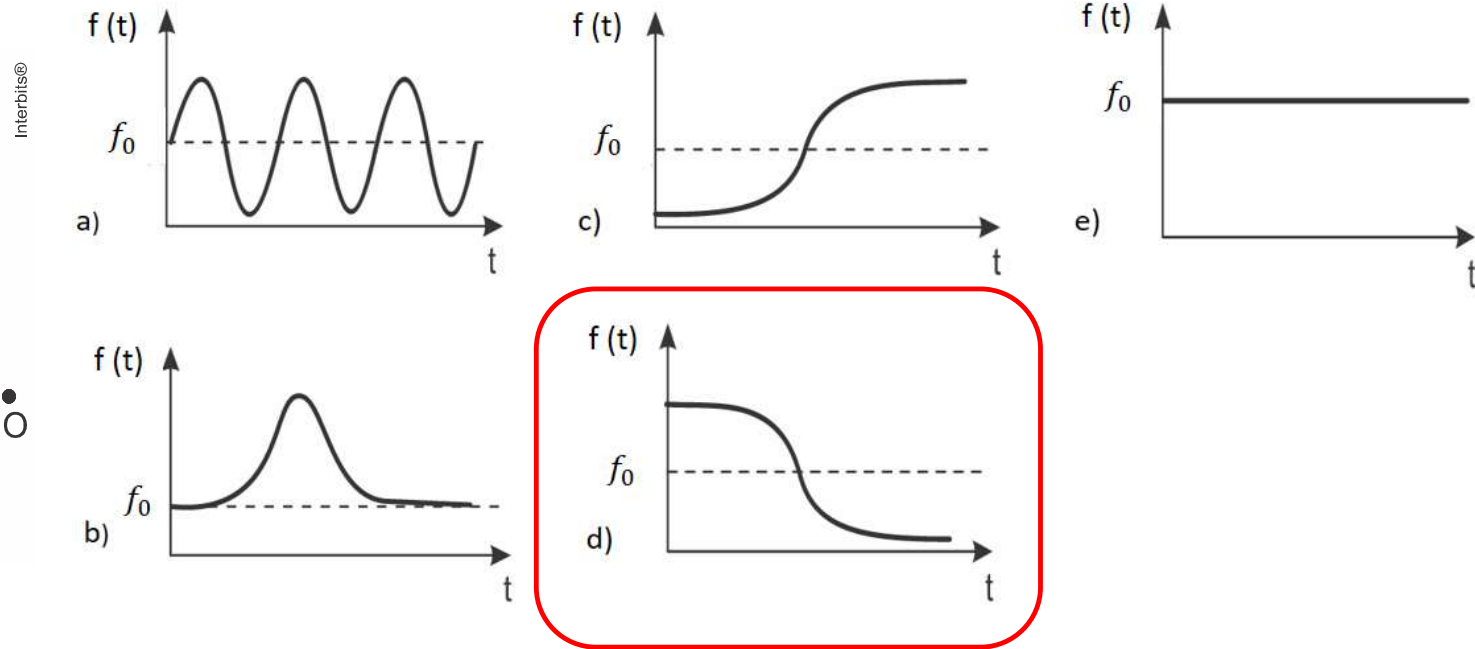 Interbits®
f (t)
f₀
a)
t
f (t)
f₀
c)
t
f (t)
f₀
e)
t
f (t)
f₀
b)
t
f (t)
f₀
d)
t
O